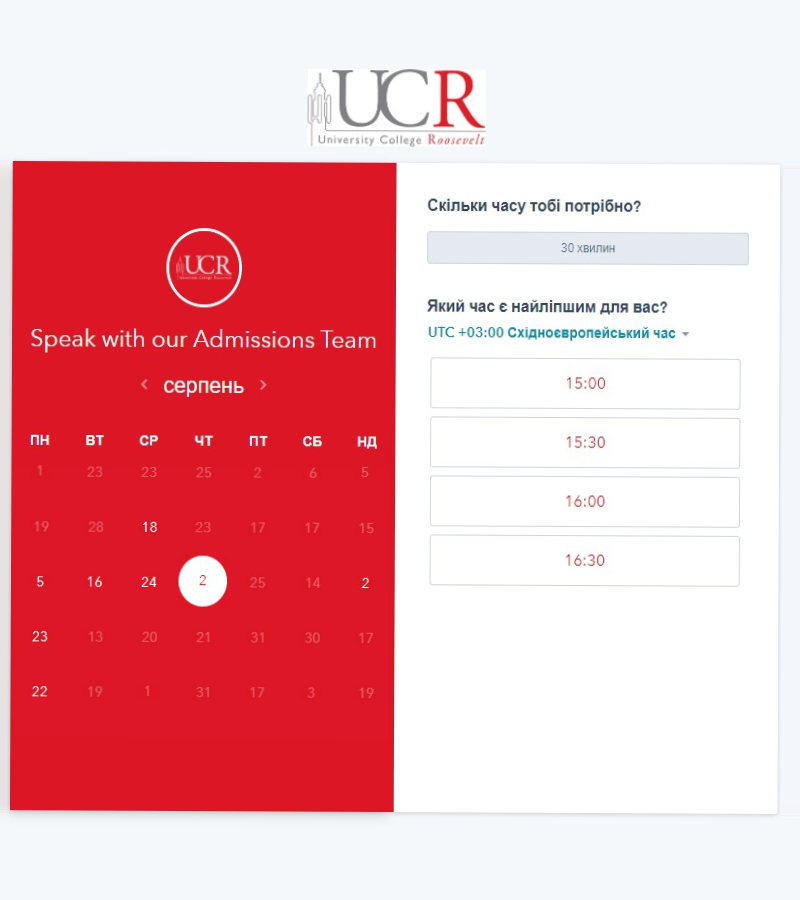 UCR
University College Roosevelt
UCR
Speak with our Admissions Team
серпень
ПН ВТ СР ЧТ ПТ СБ НД
1 23 23 25 2 6 5
19 28 18 23 17 17 15
5 16 24 2 25 14 2
23 13 20 21 31 30 17
22 19 1 31 17 3 19
Скільки часу тобі потрібно?
30 хвилин
Який час є найліпшим для вас?
UTC +03:00 Східноєвропейський час
15:00
15:30
16:00
16:30